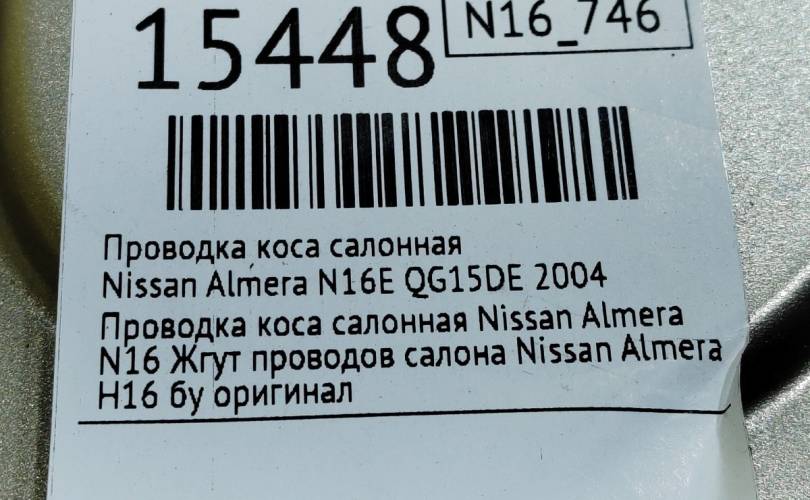 15448
N16_746
Проводка коса салонная
Nissan Almera N16E QG15DE 2004
Проводка коса салонная Nissan Almera
N16 Жгут проводов салона Nissan Almera
Н16 бу оригинал